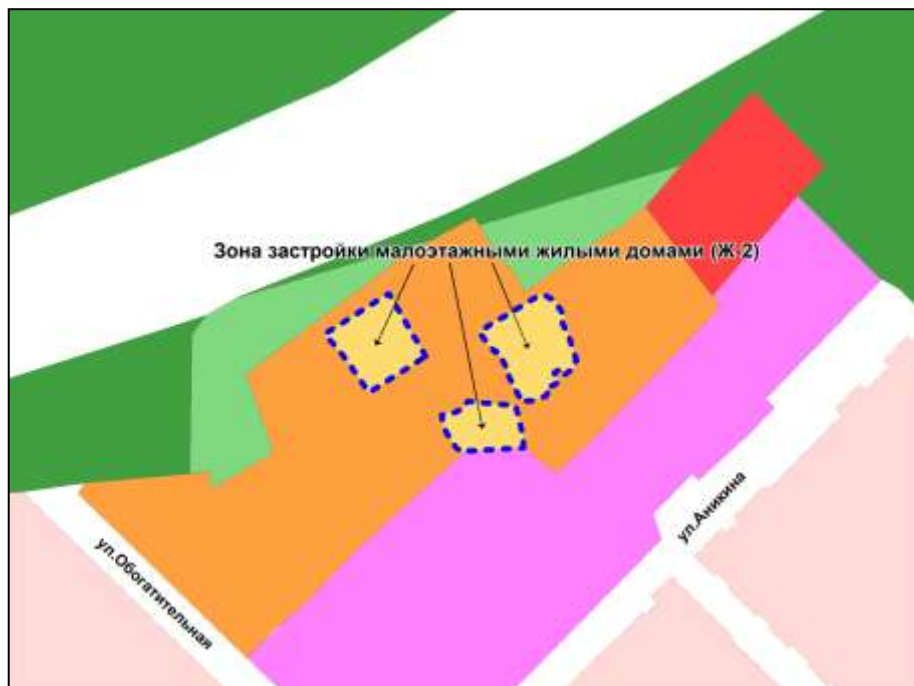 Зона застройки малоэтажными жилыми домами (Ж-2)
ул.Аникина
ул.Обогатительная